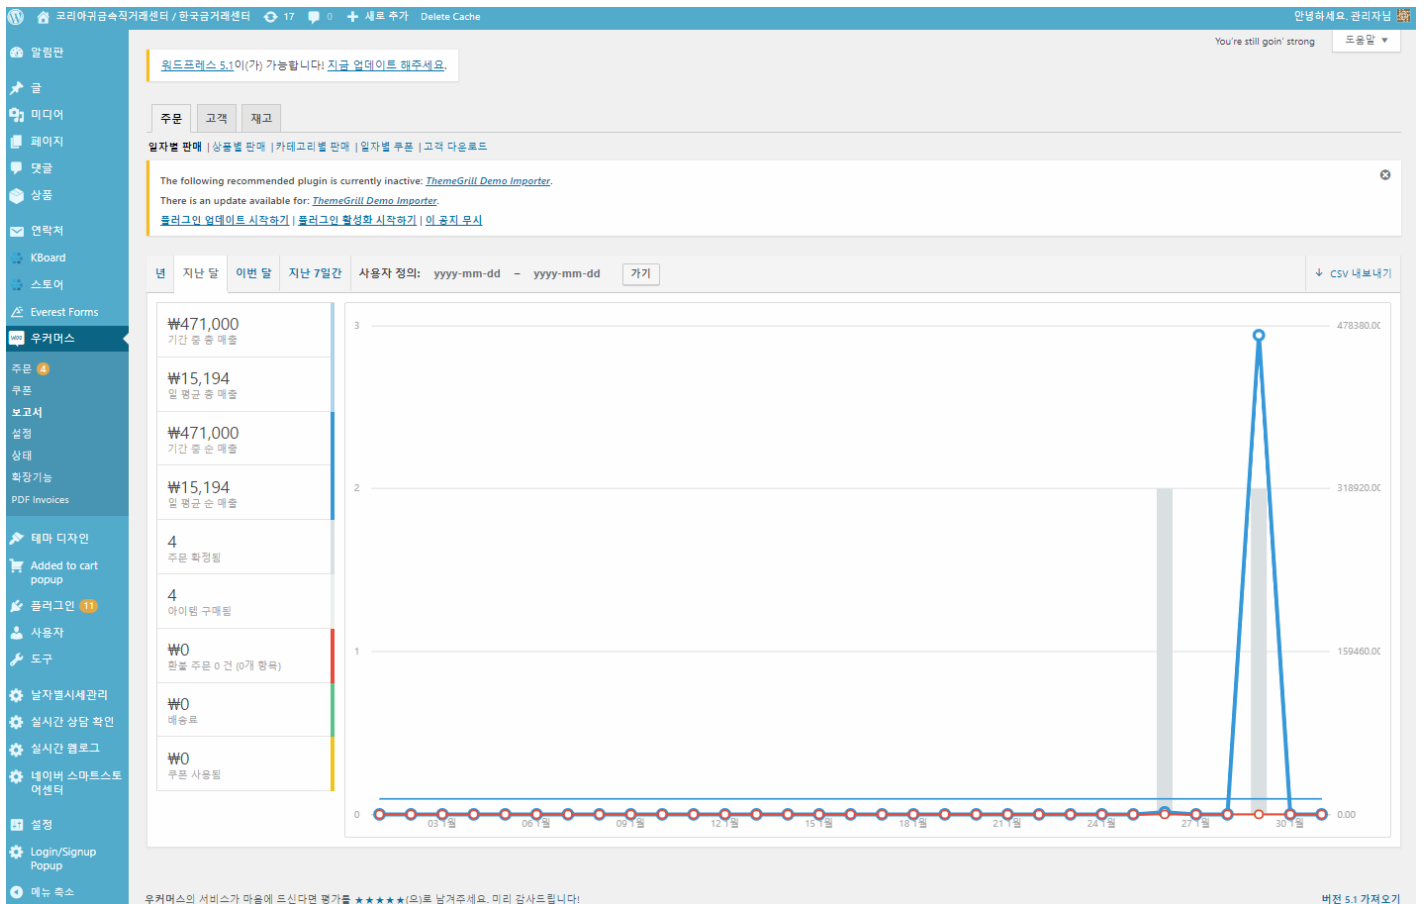 코리아귀금속직거래센터 / 한국금거래센터 17 0 새로 추가 Delete Cache 안녕하세요. 관리자님
You're still goin' strong 도움말
알림판
글
미디어
페이지
댓글
상품
연락처
KBoard
스토어
Everest Forms
우커머스
주문 4
쿠폰
보고서
설정
상태
확장기능
PDF Invoices
테마 디자인
Added to cart
popup
플러그인 11
사용자
도구
날자별시세관리
실시간 상담 확인
실시간 웹로그
네이버 스마트스토
어센터
설정
Login/Signup
Popup
메뉴 축소
워드프레스 5.1이(가) 가능합니다! 지금 업데이트 해주세요.
주문 고객 재고
일자별 판매 | 상품별 판매 | 카테고리별 판매 | 일자별 쿠폰 | 고객 다운로드
The following recommended plugin is currently inactive: ThemeGrill Demo Importer.
There is an update available for: ThemeGrill Demo Importer.
플러그인 업데이트 시작하기 | 플러그인 활성화 시작하기 | 이 공지 무시
년 지난 달 이번 달 지난 7일간 사용자 정의: yyyy-mm-dd – yyyy-mm-dd 가기 CSV 내보내기
₩471,000
기간 중 총 매출
₩15,194
일 평균 총 매출
₩471,000
기간 중 순 매출
₩15,194
일 평균 순 매출
4
주문 확정됨
4
아이템 구매됨
₩0
환불 주문 0 건 (0개 항목)
₩0
배송료
₩0
쿠폰 사용됨
3 478380.00
2 318920.00
1 159460.00
0 0.00
03 1월 06 1월 09 1월 12 1월 15 1월 18 1월 21 1월 24 1월 27 1월 30 1월
우커머스의 서비스가 마음에 드신다면 평가를 ★★★★★(으)로 남겨주세요. 미리 감사드립니다! 버전 5.1 가져오기